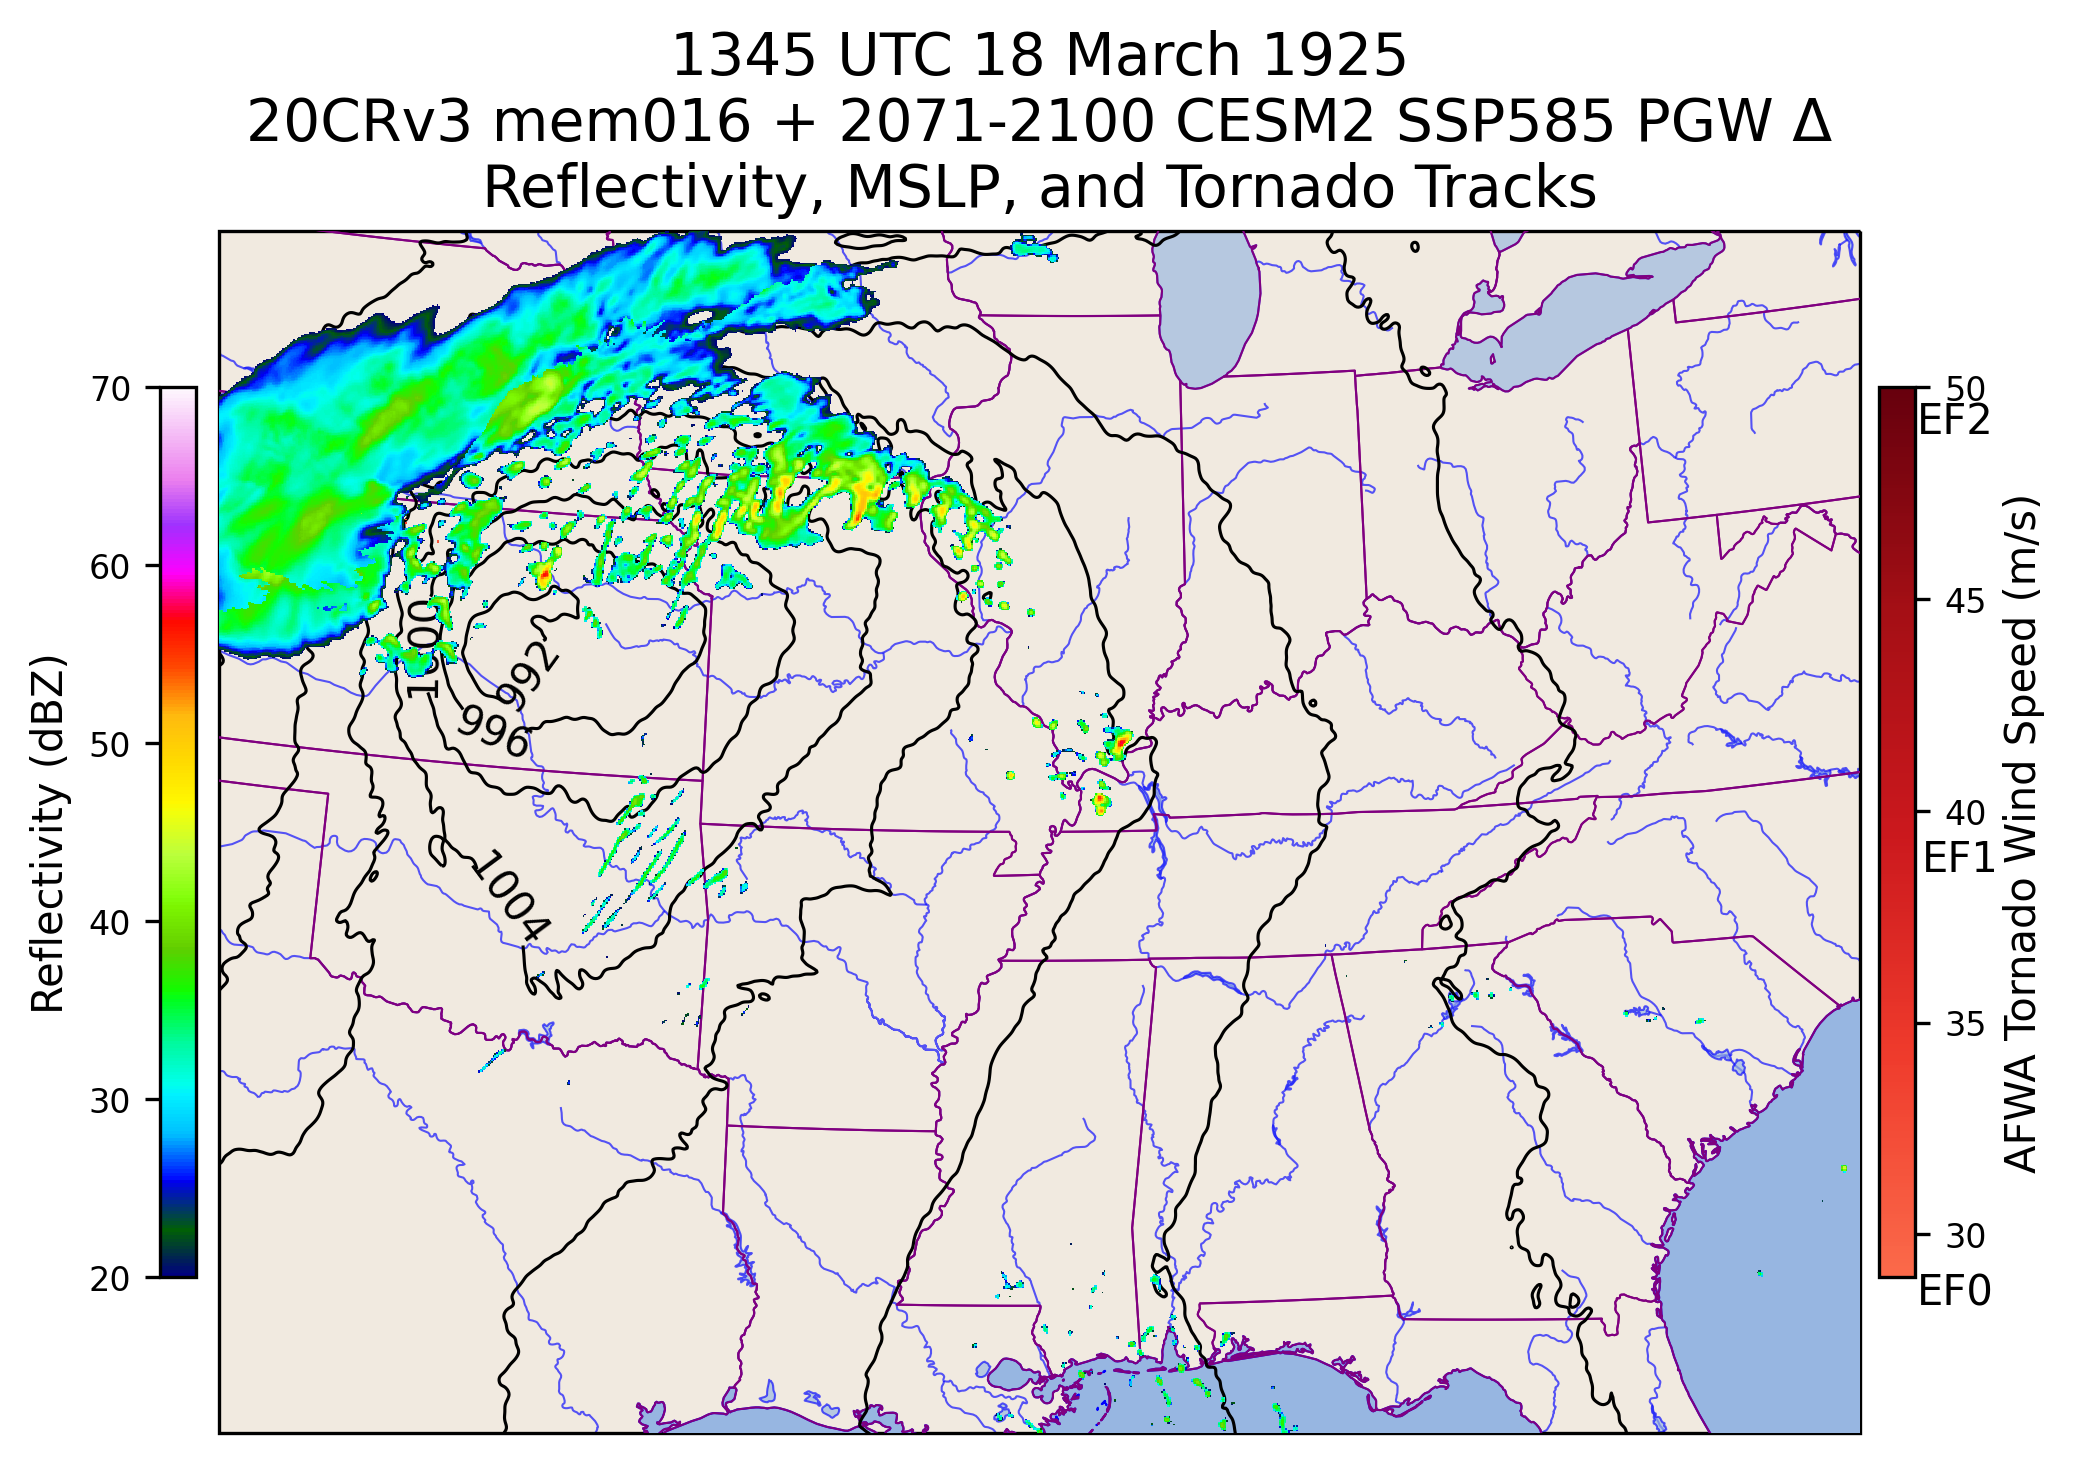 1345 UTC 18 March 1925
20CRv3 mem016 + 2071-2100 CESM2 SSP585 PGW Δ
Reflectivity, MSLP, and Tornado Tracks
Reflectivity (dBZ)
70
60
50
40
30
20
1000
992
996
1004
50
EF2
45
40
EF1
35
30
EF0
AFWA Tornado Wind Speed (m/s)